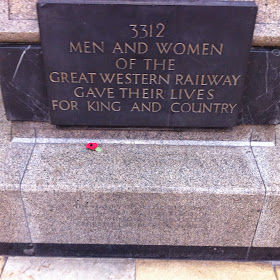 3312
MEN AND WOMEN
OF THE
GREAT WESTERN RAILWAY
GAVE THEIR LIVES
FOR KING AND COUNTRY